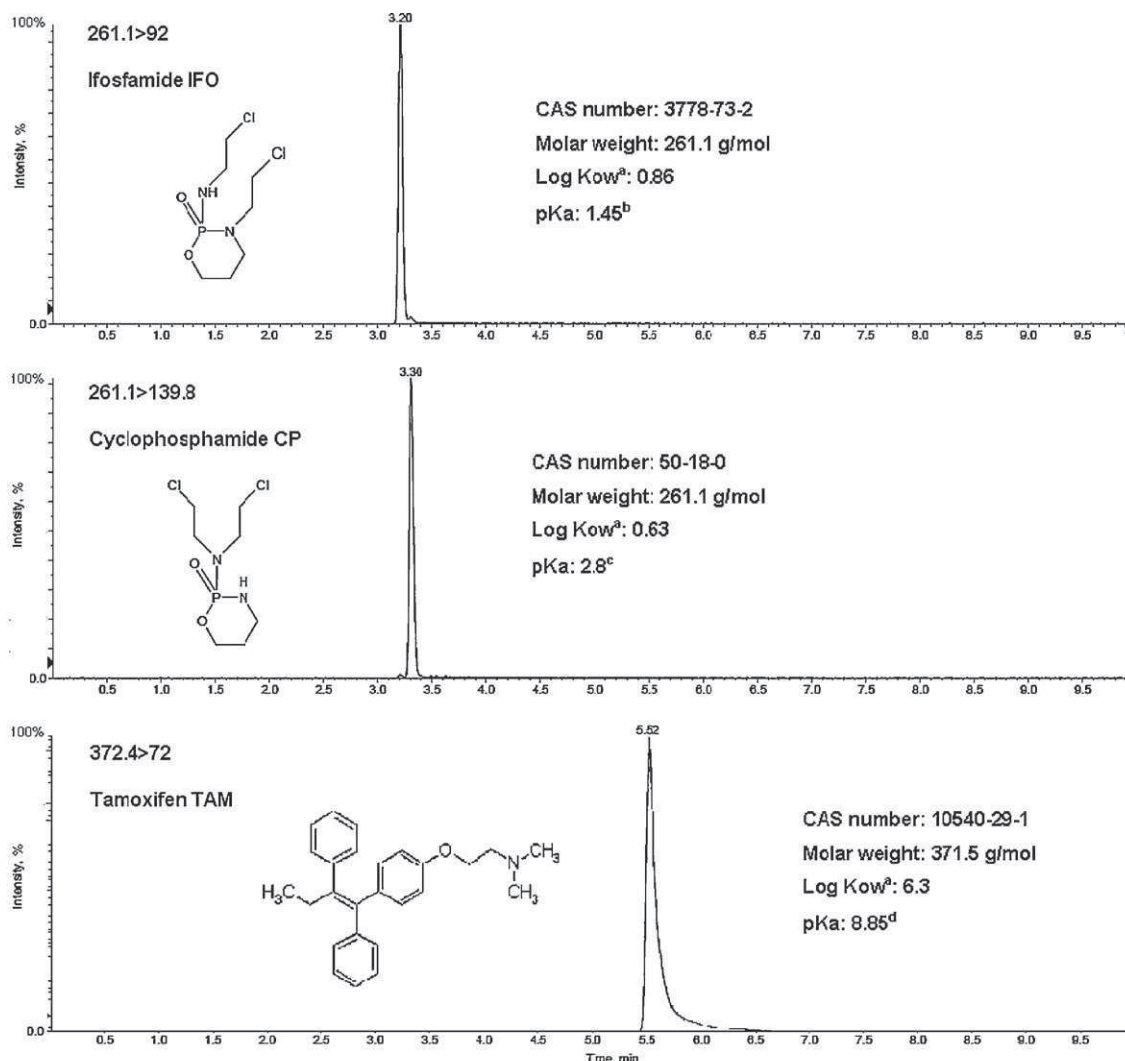 100%
3.20
261.1>92
Ifosfamide IFO
Cl
Cl
O
NH
P
N
O
Intensity, %
CAS number: 3778-73-2
Molar weight: 261.1 g/mol
Log Kowᵃ: 0.86
pKa: 1.45ᵇ
0.0
0.5 1.0 1.5 2.0 2.5 3.0 3.5 4.0 4.5 5.0 5.5 6.0 6.5 7.0 7.5 8.0 8.5 9.0 9.5
100%
3.30
261.1>139.8
Cyclophosphamide CP
Cl Cl
N
O
H
P N
O
Intensity, %
CAS number: 50-18-0
Molar weight: 261.1 g/mol
Log Kowᵃ: 0.63
pKa: 2.8ᶜ
0.0
0.5 1.0 1.5 2.0 2.5 3.0 3.5 4.0 4.5 5.0 5.5 6.0 6.5 7.0 7.5 8.0 8.5 9.0 9.5
100%
5.52
372.4>72
Tamoxifen TAM
O
N
CH₃
CH₃
H₃C
Intensity, %
CAS number: 10540-29-1
Molar weight: 371.5 g/mol
Log Kowᵃ: 6.3
pKa: 8.85ᵈ
0.0
0.5 1.0 1.5 2.0 2.5 3.0 3.5 4.0 4.5 5.0 5.5 6.0 6.5 7.0 7.5 8.0 8.5 9.0 9.5
Time, min